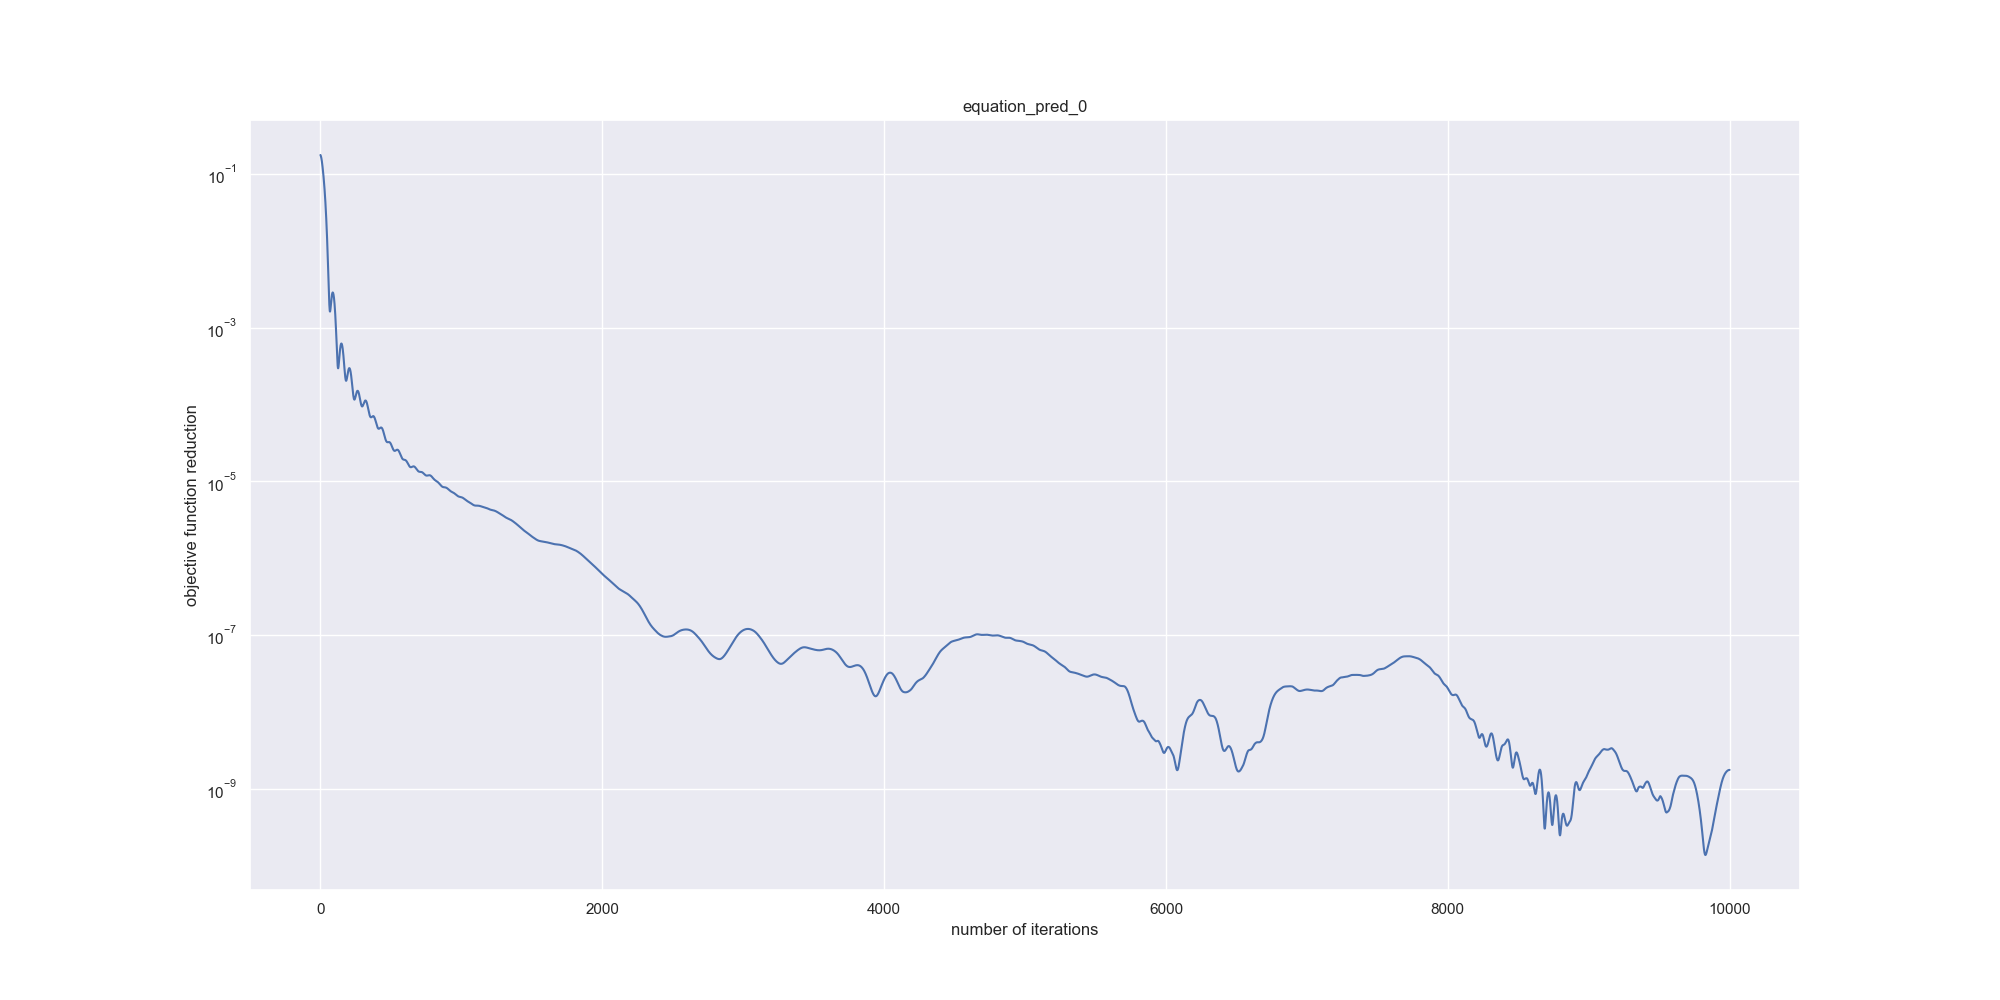 equation_pred_0
objective function reduction
10⁻¹
10⁻³
10⁻⁵
10⁻⁷
10⁻⁹
0 2000 4000 6000 8000 10000
number of iterations